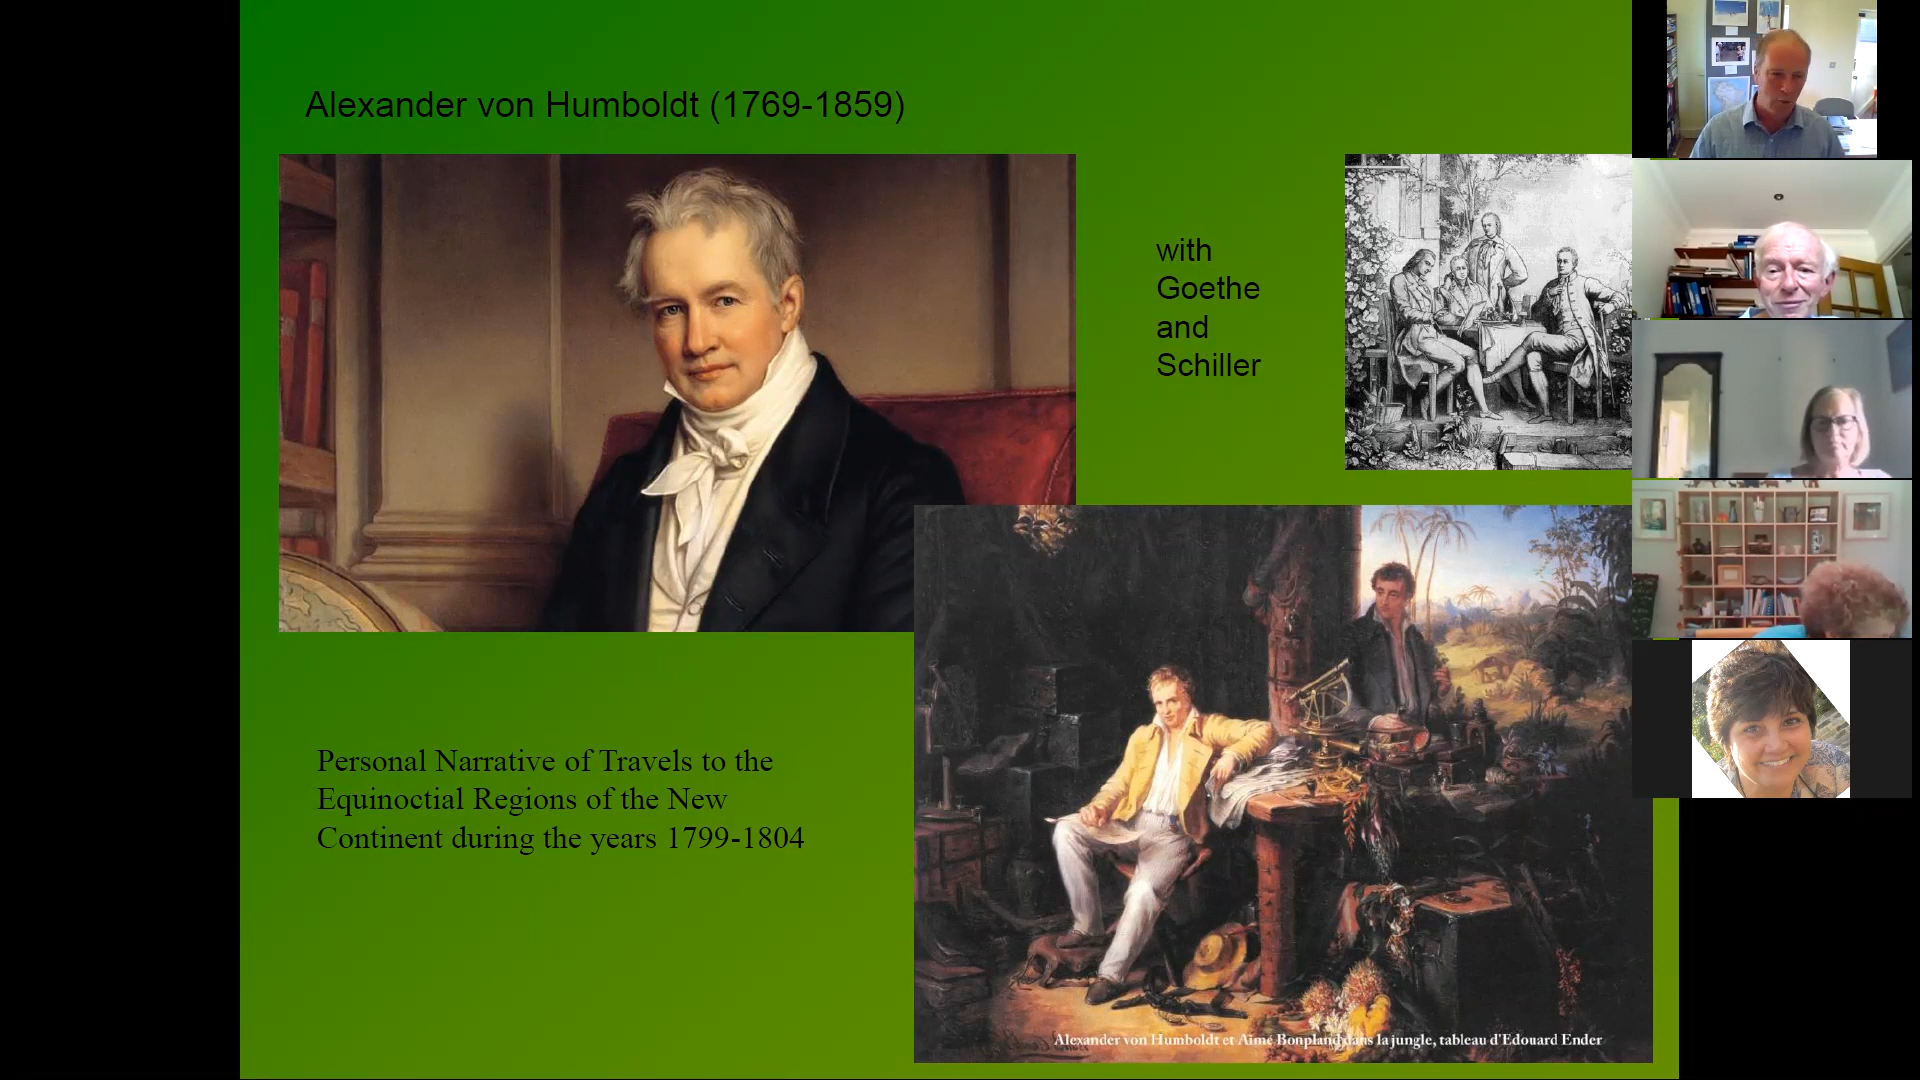 Alexander von Humboldt (1769-1859)
with
Goethe
and
Schiller
Personal Narrative of Travels to the
Equinoctial Regions of the New
Continent during the years 1799-1804
Alexander von Humboldt et Aimé Bonpland dans la jungle, tableau d'Edouard Ender